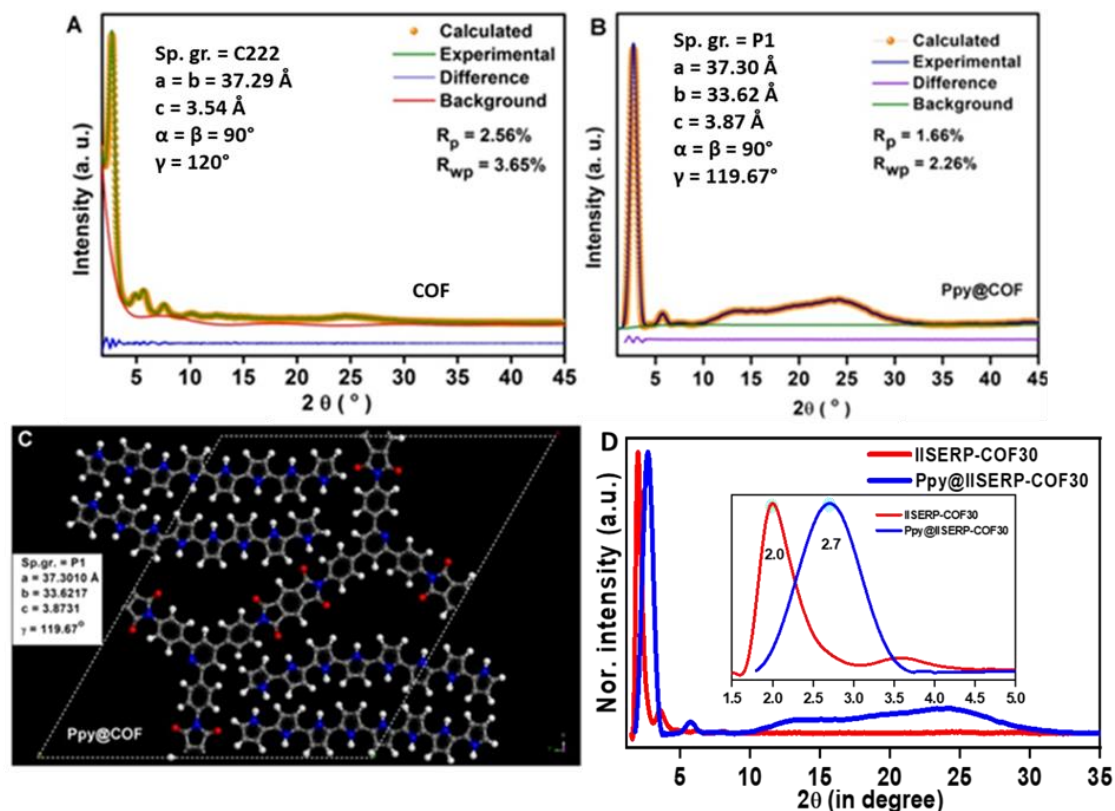 A
Sp. gr. = C222
a = b = 37.29 Å
c = 3.54 Å
α = β = 90°
γ = 120°
Calculated
Experimental
Difference
Background
Rp = 2.56%
Rwp = 3.65%
COF
Intensity (a. u.)
5 10 15 20 25 30 35 40 45
2 θ ( ° )
B
Sp. gr. = P1
a = 37.30 Å
b = 33.62 Å
c = 3.87 Å
α = β = 90°
γ = 119.67°
Calculated
Experimental
Difference
Background
Rp = 1.66%
Rwp = 2.26%
Ppy@COF
Intensity (a. u.)
5 10 15 20 25 30 35 40 45
2θ ( ° )
C
Sp.gr. = P1
a = 37.3010 Å
b = 33.6217
c = 3.8731
γ = 119.67°
Ppy@COF
D
IISERP-COF30
Ppy@IISERP-COF30
IISERP-COF30
Ppy@IISERP-COF30
2.0
2.7
1.5 2.0 2.5 3.0 3.5 4.0 4.5 5.0
Nor. intensity (a.u.)
5 10 15 20 25 30 35
2θ (in degree)